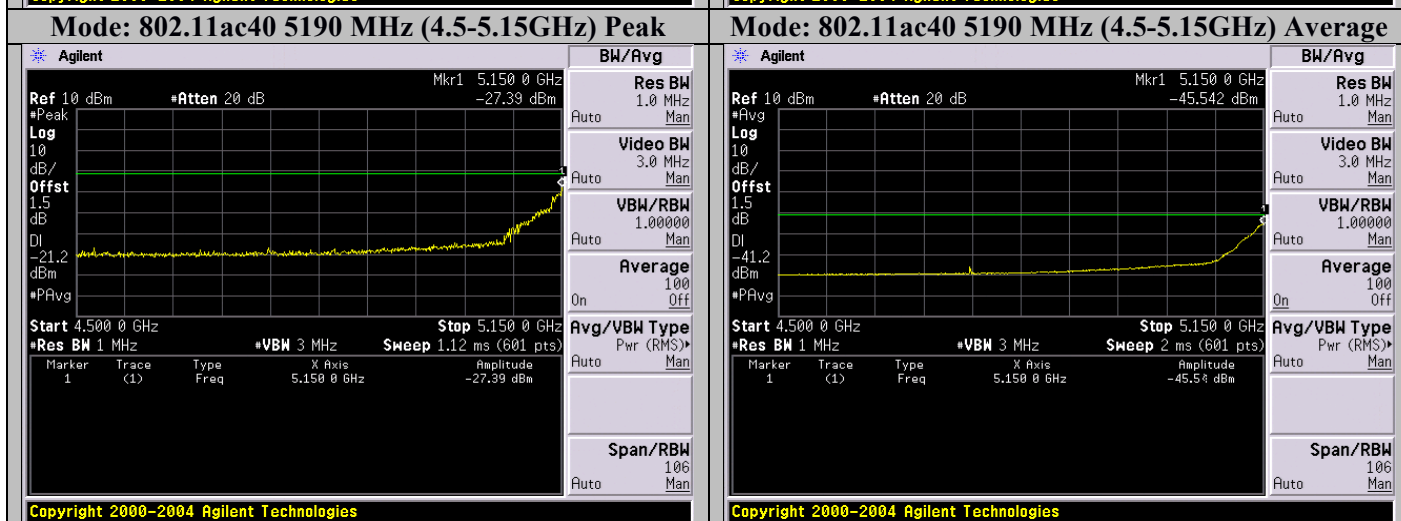 Mode: 802.11ac40 5190 MHz (4.5-5.15GHz) Peak
Agilent
BW/Avg
Mkr1 5.150 0 GHz
Ref 10 dBm #Atten 20 dB -27.39 dBm
#Peak
Log
10
dB/
Offst
1.5
dB
DI
-21.2
dBm
#PAvg
1
Start 4.500 0 GHz Stop 5.150 0 GHz
#Res BW 1 MHz #VBW 3 MHz Sweep 1.12 ms (601 pts)
Marker Trace Type X Axis Amplitude
1 (1) Freq 5.150 0 GHz -27.39 dBm
Res BW
1.0 MHz
Auto Man
Video BW
3.0 MHz
Auto Man
VBW/RBW
1.00000
Auto Man
Average
100
On Off
Avg/VBW Type
Pwr (RMS)
Auto Man
Span/RBW
106
Auto Man
Copyright 2000-2004 Agilent Technologies
Mode: 802.11ac40 5190 MHz (4.5-5.15GHz) Average
Agilent
BW/Avg
Mkr1 5.150 0 GHz
Ref 10 dBm #Atten 20 dB -45.542 dBm
#Avg
Log
10
dB/
Offst
1.5
dB
DI
-41.2
dBm
#PAvg
1
Start 4.500 0 GHz Stop 5.150 0 GHz
#Res BW 1 MHz #VBW 3 MHz Sweep 2 ms (601 pts)
Marker Trace Type X Axis Amplitude
1 (1) Freq 5.150 0 GHz dBm
Res BW
1.0 MHz
Auto Man
Video BW
3.0 MHz
Auto Man
VBW/RBW
1.00000
Auto Man
Average
100
On Off
Avg/VBW Type
Pwr (RMS)
Auto Man
Span/RBW
106
Auto Man
Copyright 2000-2004 Agilent Technologies